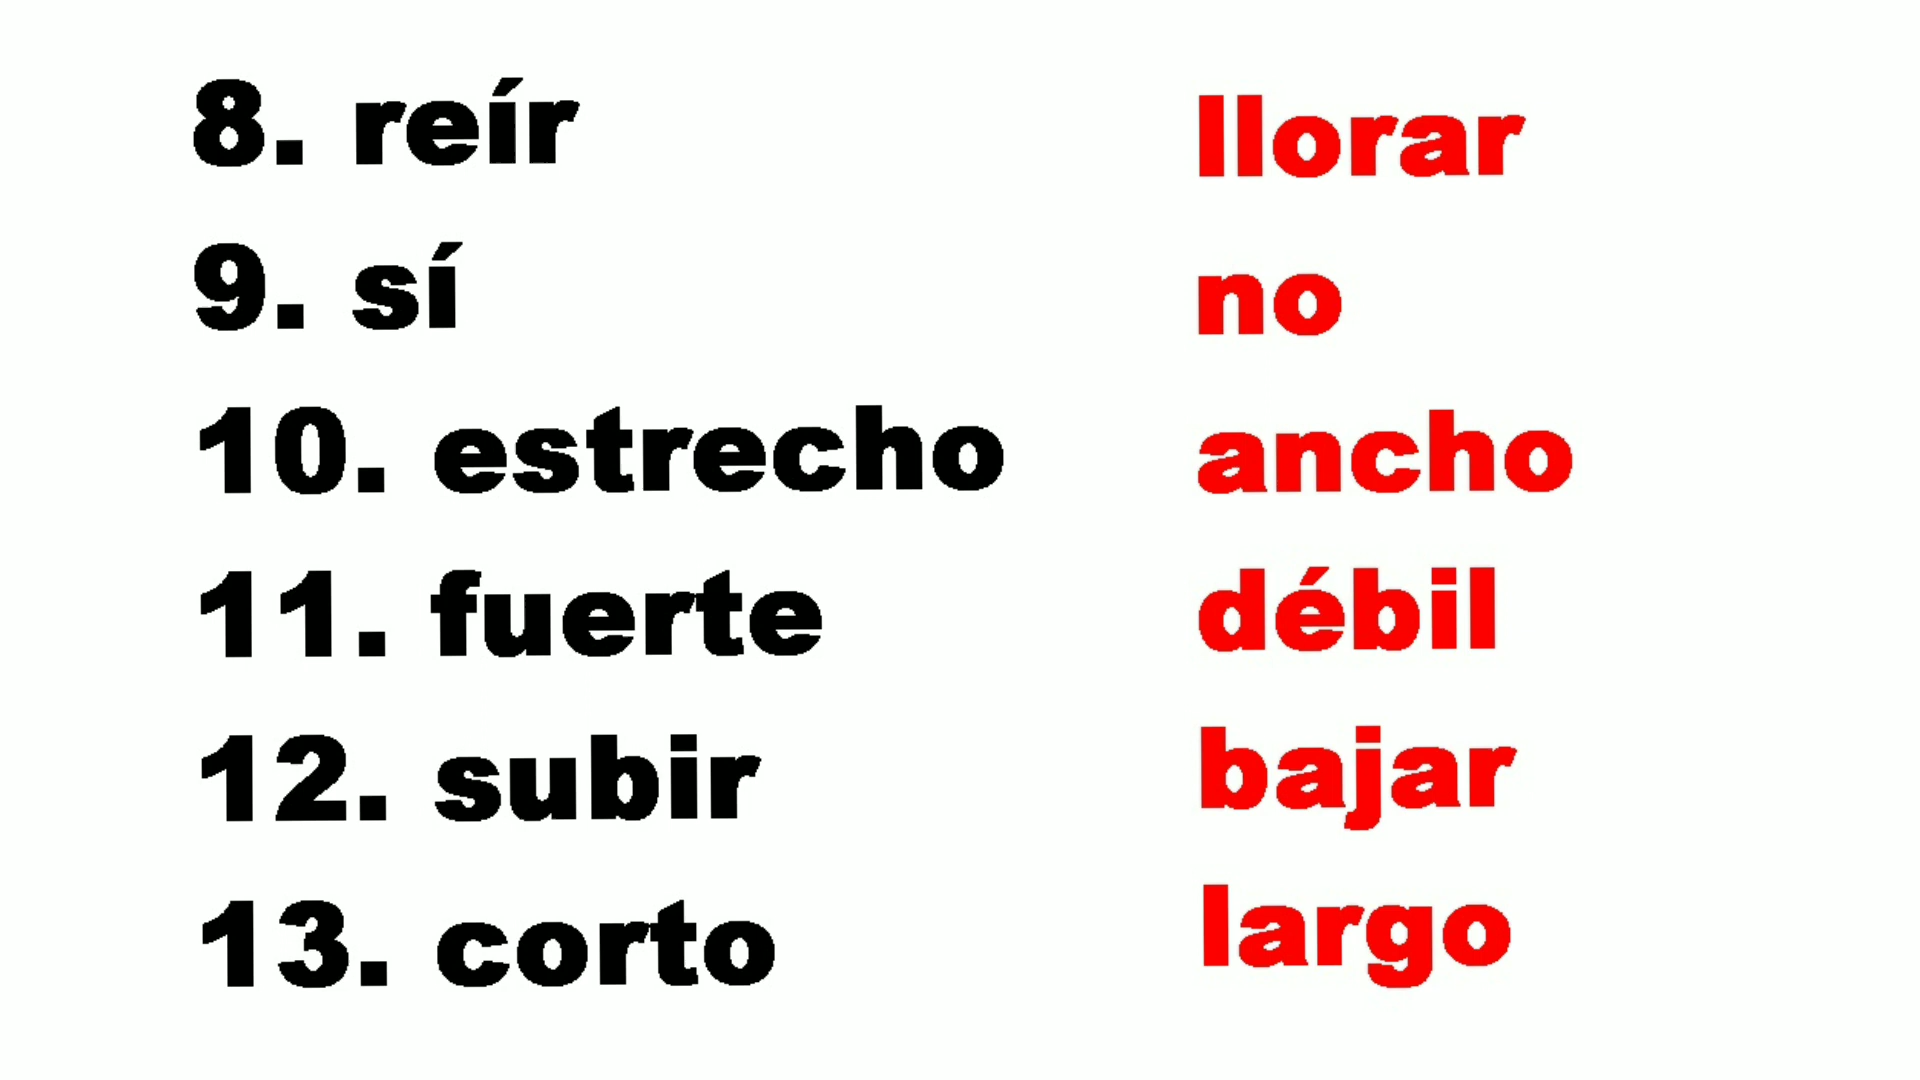 8. reír llorar
9. sí no
10. estrecho ancho
11. fuerte débil
12. subir bajar
13. corto largo